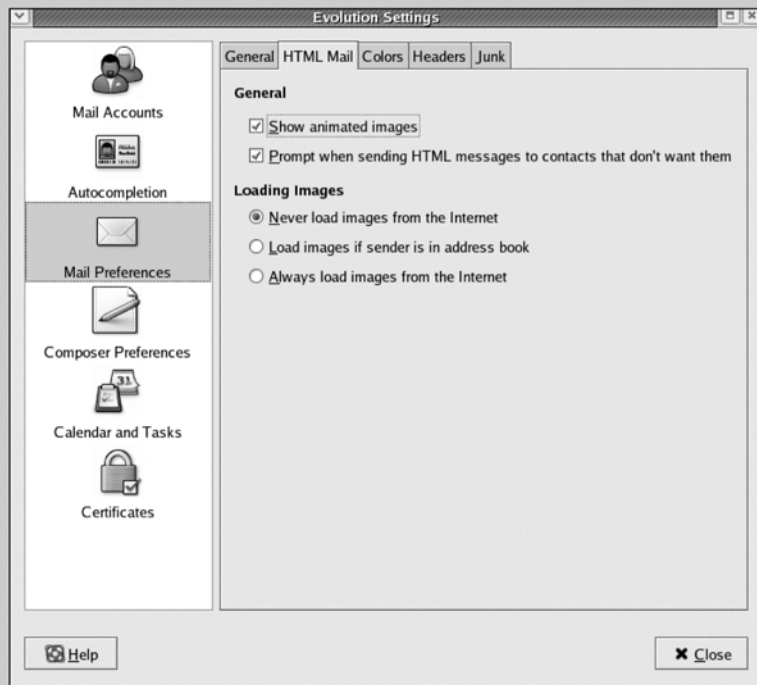 Evolution Settings
Mail Accounts
Autocompletion
Mail Preferences
Composer Preferences
31
Calendar and Tasks
Certificates
General HTML Mail Colors Headers Junk
General
Show animated images
Prompt when sending HTML messages to contacts that don't want them
Loading Images
Never load images from the Internet
Load images if sender is in address book
Always load images from the Internet
Help
Close